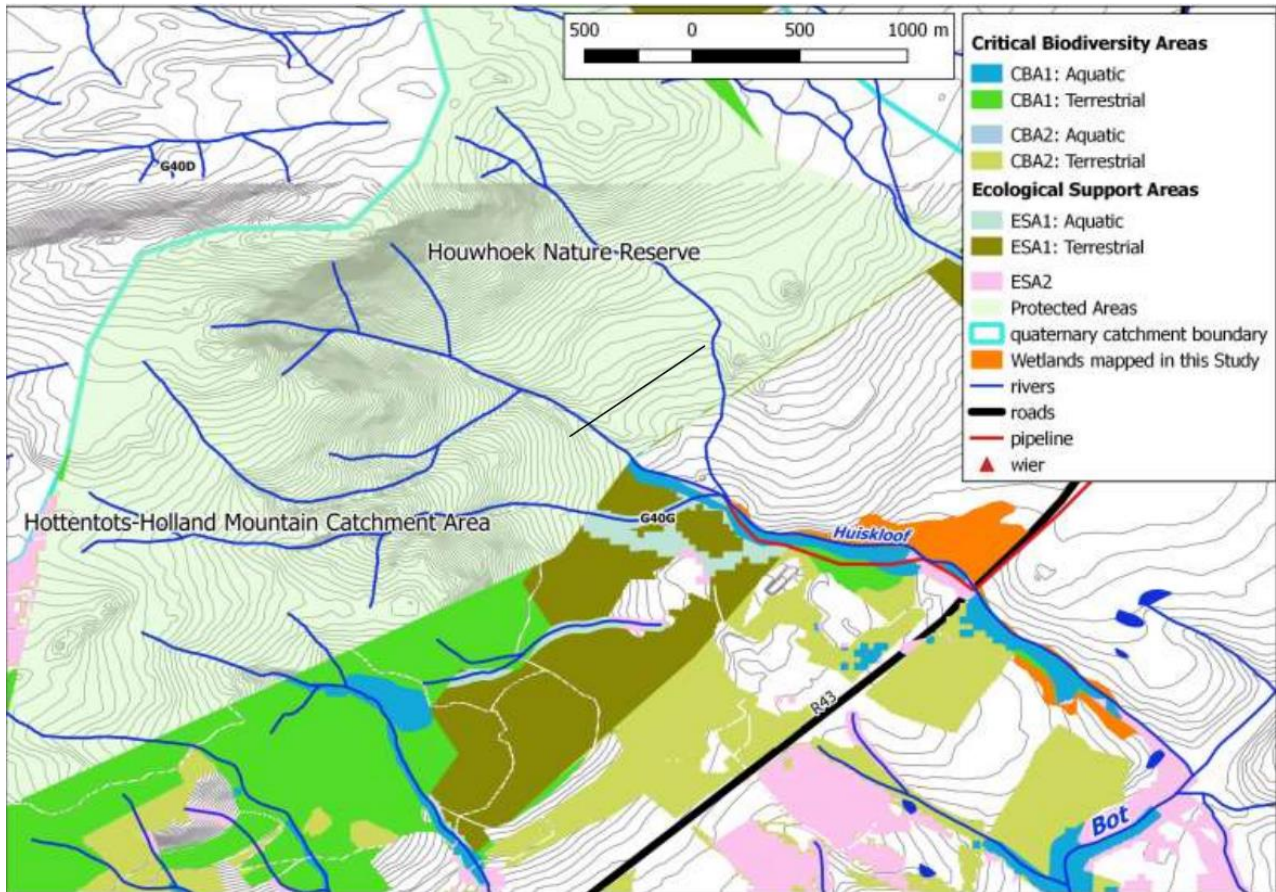 500 0 500 1000 m
Critical Biodiversity Areas
CBA1: Aquatic
CBA1: Terrestrial
CBA2: Aquatic
CBA2: Terrestrial
Ecological Support Areas
ESA1: Aquatic
ESA1: Terrestrial
ESA2
Protected Areas
quaternary catchment boundary
Wetlands mapped in this Study
rivers
roads
pipeline
wier
G40D
Houwhoek Nature Reserve
Hottentots-Holland Mountain Catchment Area
G40G
Huiskloof
R43
Bot